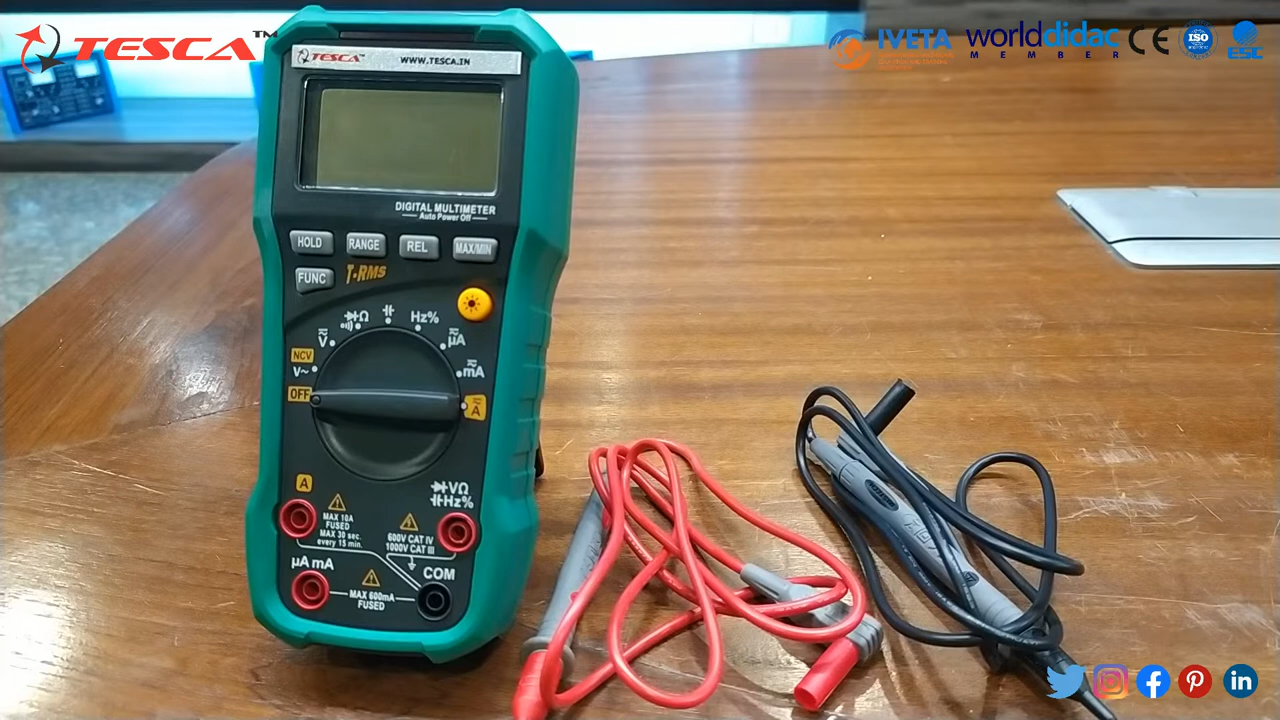 TESCA™
IVETA
worlddidac
MEMBER
CE
ISO
ESC
TESCA™ WWW.TESCA.IN
DIGITAL MULTIMETER
Auto Power Off
HOLD RANGE REL MAX/MIN
FUNC T-RMS
Ω Hz%
V µA
NCV
V~ mA
OFF A
A
VΩ
Hz%
MAX 10A
FUSED
MAX 30 sec.
every 15 min.
600V CAT IV
1000V CAT III
µA mA COM
MAX 600mA
FUSED